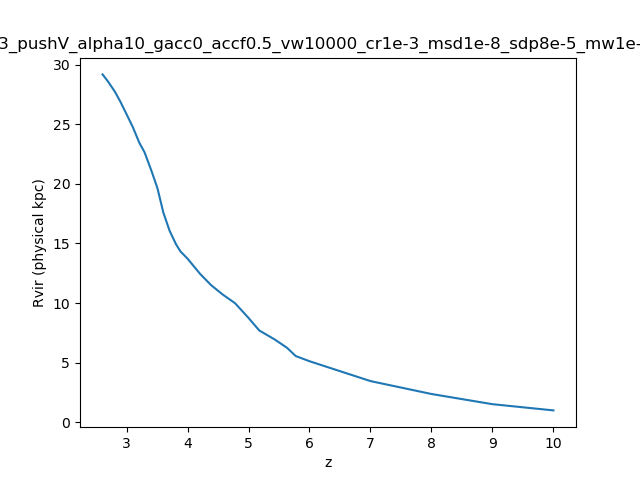 3_pushV_alpha10_gacc0_accf0.5_vw10000_cr1e-3_msd1e-8_sdp8e-5_mw1e-
30
25
20
15
10
5
0
Rvir (physical kpc)
3 4 5 6 7 8 9 10
z